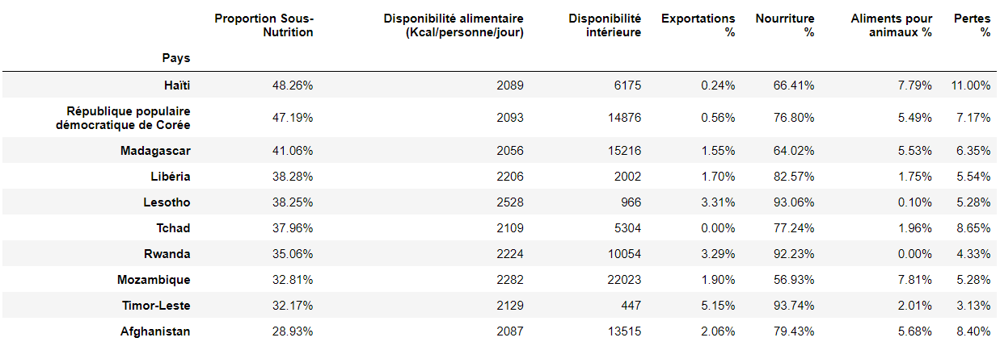 Proportion Sous-Nutrition Disponibilité alimentaire (Kcal/personne/jour) Disponibilité intérieure Exportations % Nourriture % Aliments pour animaux % Pertes %
Pays
Haïti 48.26% 2089 6175 0.24% 66.41% 7.79% 11.00%
République populaire démocratique de Corée 47.19% 2093 14876 0.56% 76.80% 5.49% 7.17%
Madagascar 41.06% 2056 15216 1.55% 64.02% 5.53% 6.35%
Libéria 38.28% 2206 2002 1.70% 82.57% 1.75% 5.54%
Lesotho 38.25% 2528 966 3.31% 93.06% 0.10% 5.28%
Tchad 37.96% 2109 5304 0.00% 77.24% 1.96% 8.65%
Rwanda 35.06% 2224 10054 3.29% 92.23% 0.00% 4.33%
Mozambique 32.81% 2282 22023 1.90% 56.93% 7.81% 5.28%
Timor-Leste 32.17% 2129 447 5.15% 93.74% 2.01% 3.13%
Afghanistan 28.93% 2087 13515 2.06% 79.43% 5.68% 8.40%